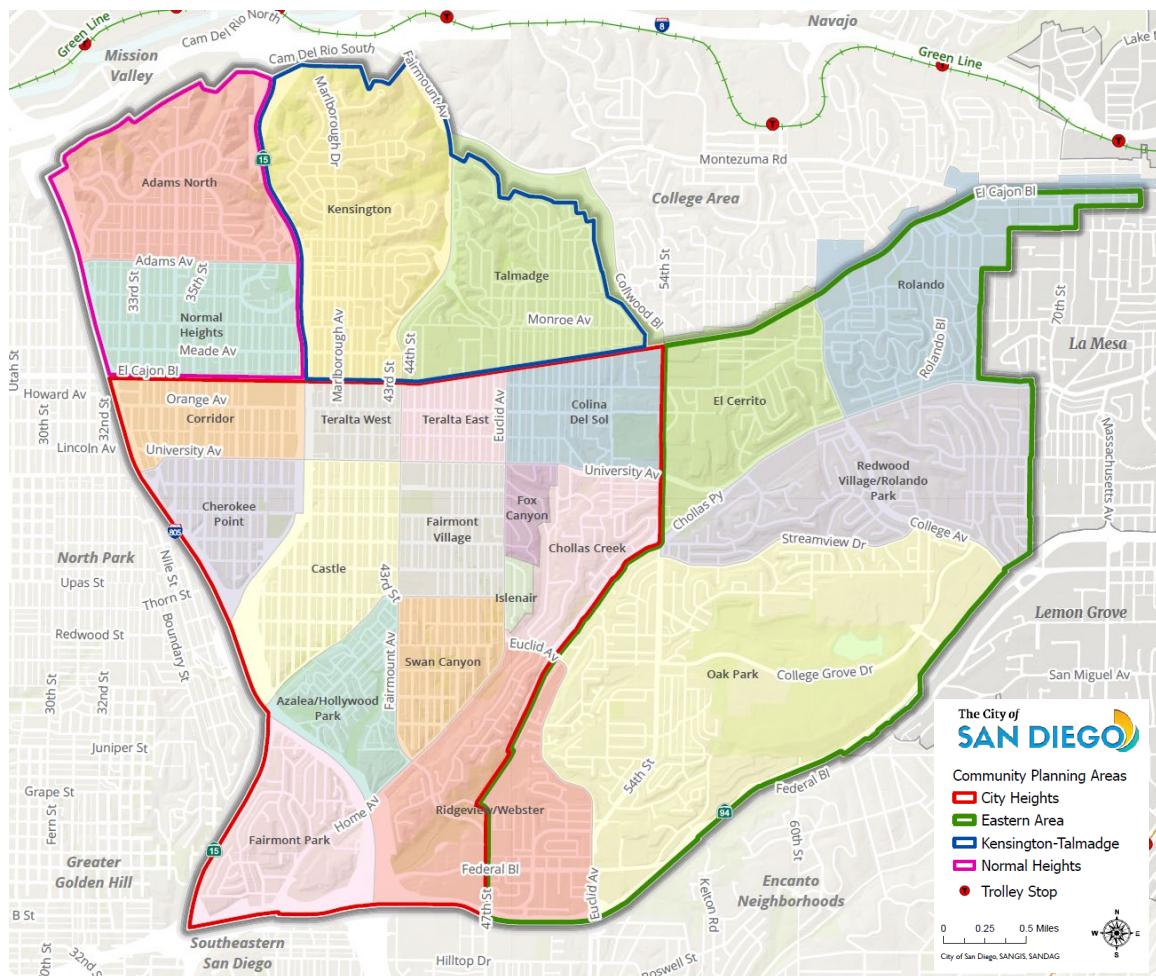 Green Line
Mission
Valley
Cam Del Rio North
Cam Del Rio South
Fairmount Av
8
Navajo
Green Line
T
T
T
T
T
Lake
Marlborough Dr
15
Adams North
Kensington
Montezuma Rd
College Area
El Cajon Bl
Adams Av
33rd St
35th St
Talmadge
Collwood Bl
54th St
Rolando
70th St
Normal
Heights
Meade Av
Monroe Av
Rolando Bl
La Mesa
Utah St
El Cajon Bl
Marlborough Av
43rd St
44th St
Howard Av
30th St
32nd St
Orange Av
Corridor
Teralta West
Teralta East
Euclid Av
Colina
Del Sol
El Cerrito
Lincoln Av
University Av
University Av
Massachusetts Av
Redwood
Village/Rolando
Park
Cherokee
Point
Fox
Canyon
Chollas Py
College Av
805
Fairmont
Village
Chollas Creek
Streamview Dr
North Park
Nile St
Castle
43rd St
Upas St
Thorn St
Islenair
Boundary St
Lemon Grove
Redwood St
Fairmount Av
Euclid Av
Swan Canyon
Oak Park
College Grove Dr
San Miguel Av
30th St
32nd St
Azalea/Hollywood
Park
Juniper St
The City of
SAN DIEGO
54th St
Federal Bl
Community Planning Areas
City Heights
Eastern Area
Kensington-Talmadge
Normal Heights
T Trolley Stop
Grape St
Fern St
Home Av
Ridgeview/Webster
94
60th St
Fairmont Park
15
Greater
Golden Hill
Federal Bl
Euclid Av
Kelton Rd
Encanto
Neighborhoods
47th St
B St
Southeastern
San Diego
32nd St
Hilltop Dr
Roswell St
N
W E
S
0 0.25 0.5 Miles
City of San Diego, SANGIS, SANDAG